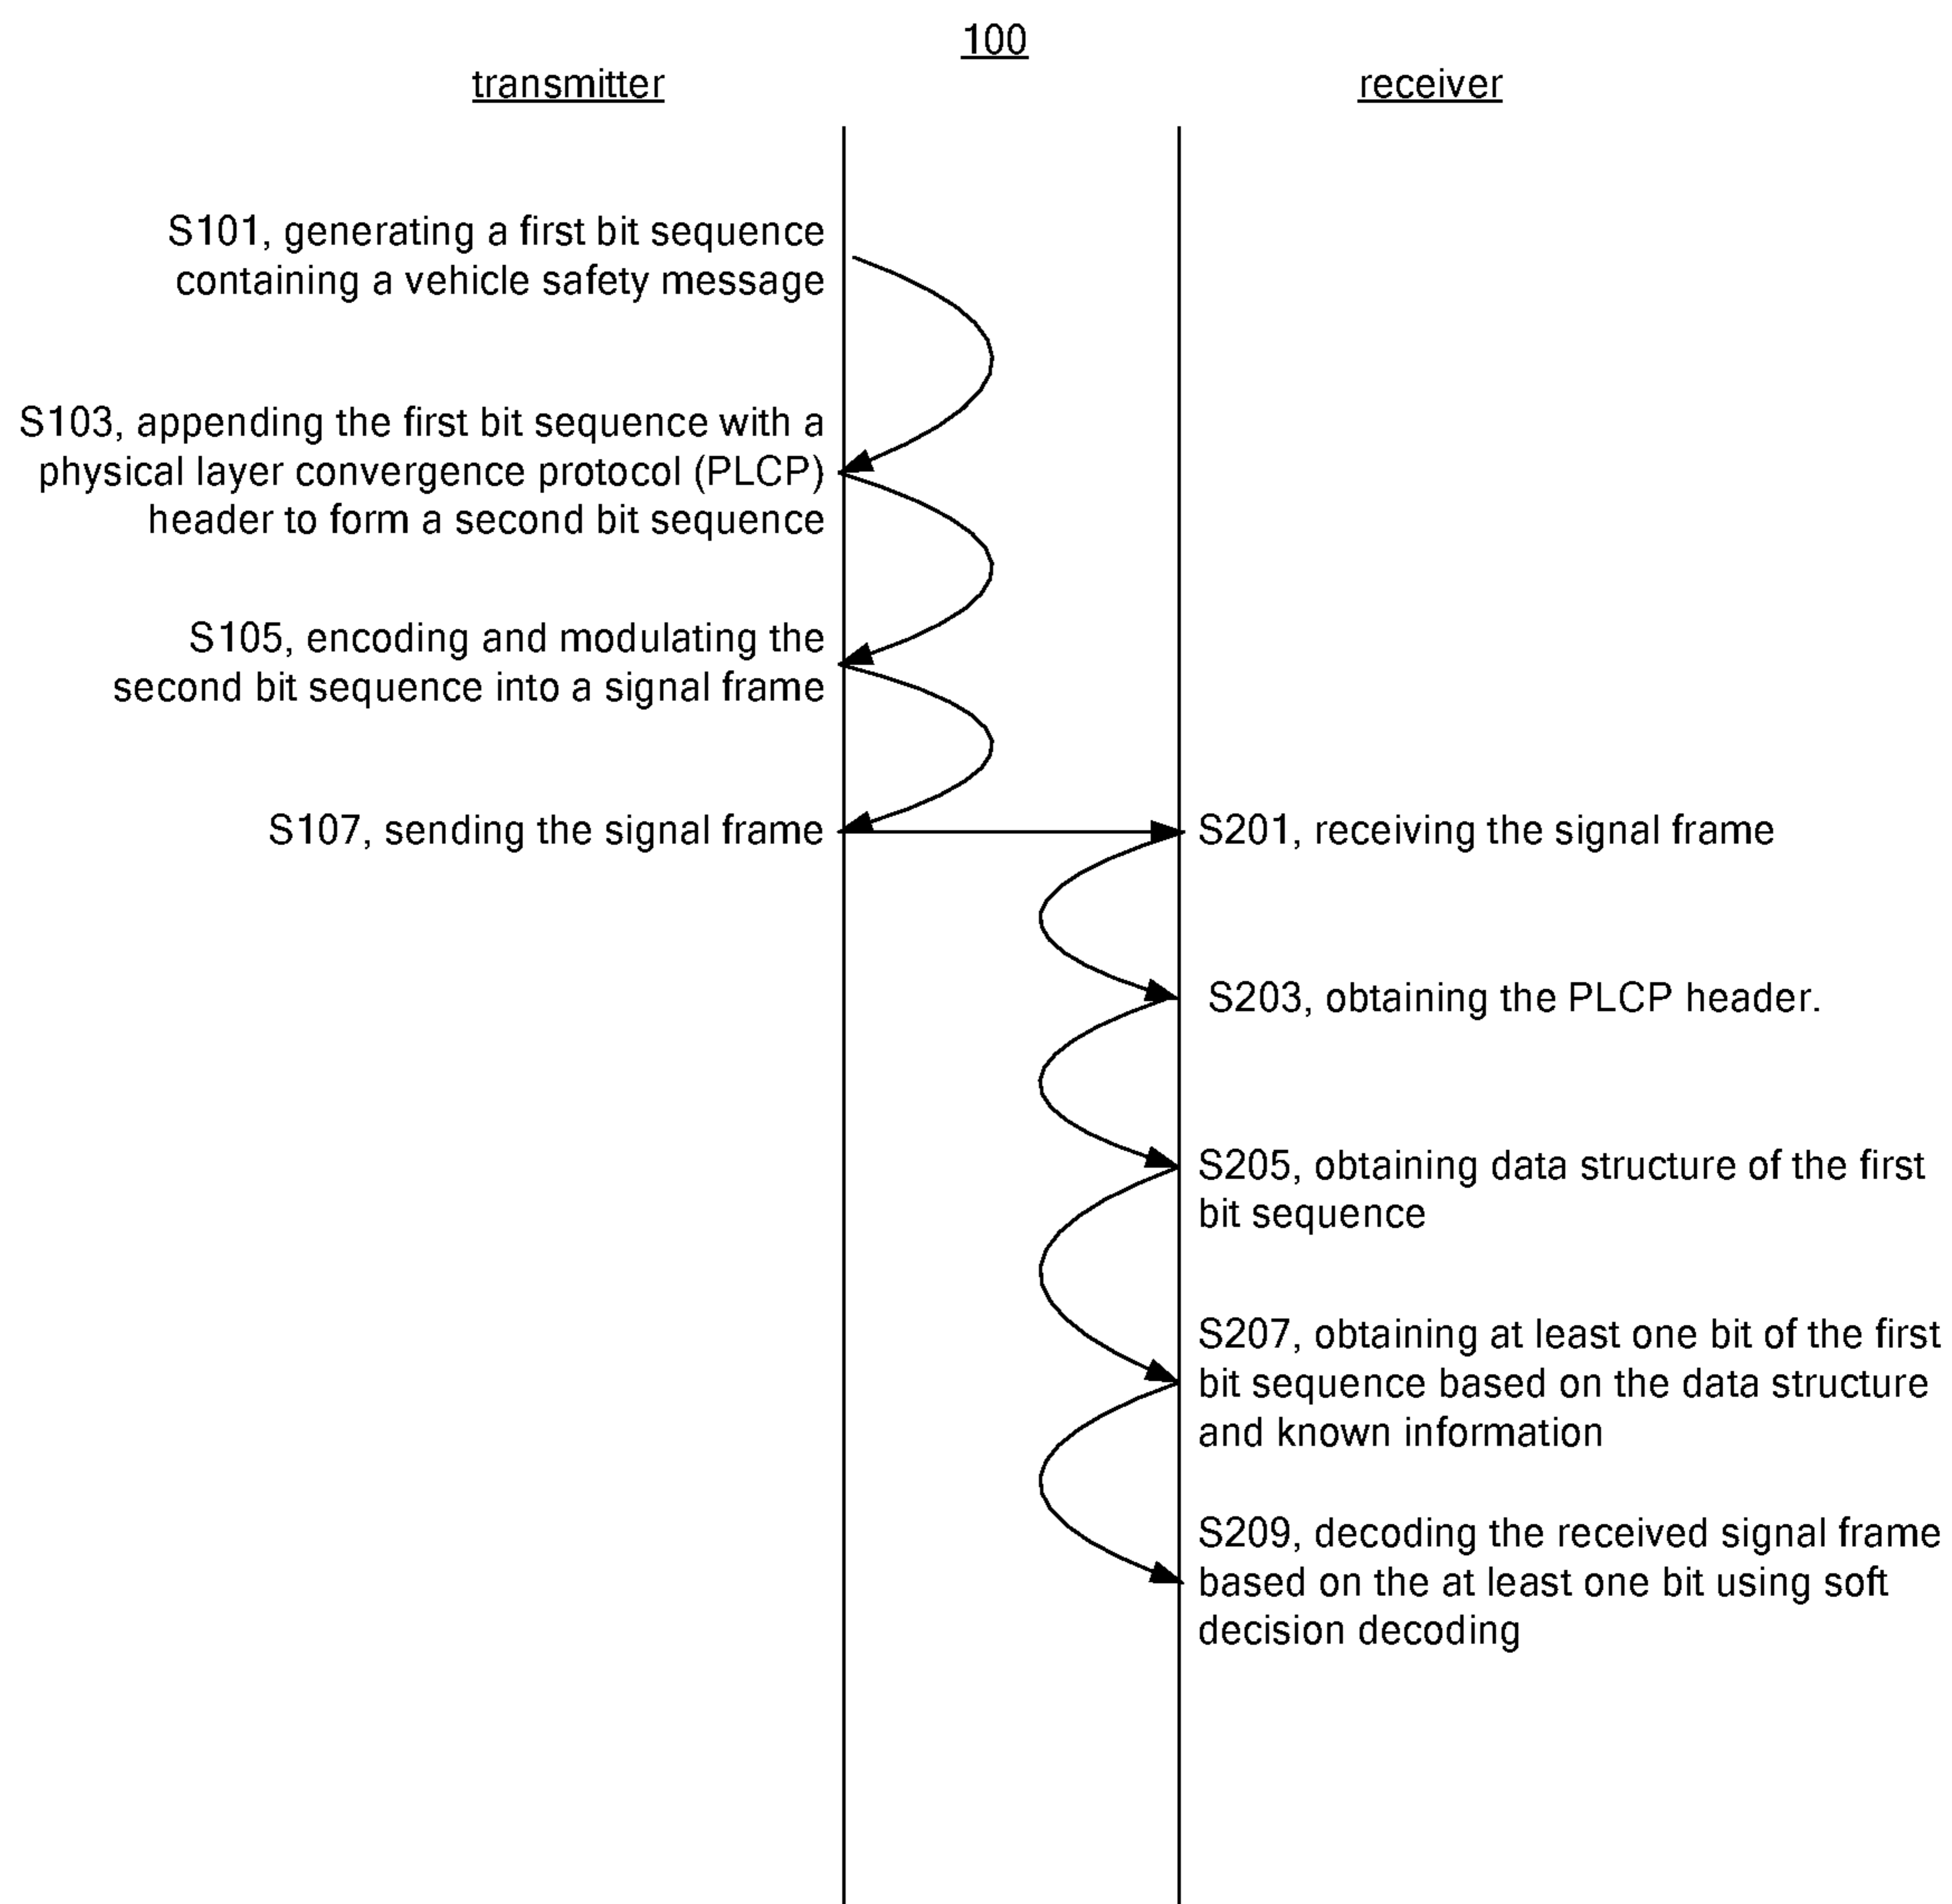 100
transmitter
receiver
S101, generating a first bit sequence
containing a vehicle safety message
S103, appending the first bit sequence with a
physical layer convergence protocol (PLCP)
header to form a second bit sequence
S105, encoding and modulating the
second bit sequence into a signal frame
S107, sending the signal frame
S201, receiving the signal frame
S203, obtaining the PLCP header.
S205, obtaining data structure of the first
bit sequence
S207, obtaining at least one bit of the first
bit sequence based on the data structure
and known information
S209, decoding the received signal frame
based on the at least one bit using soft
decision decoding